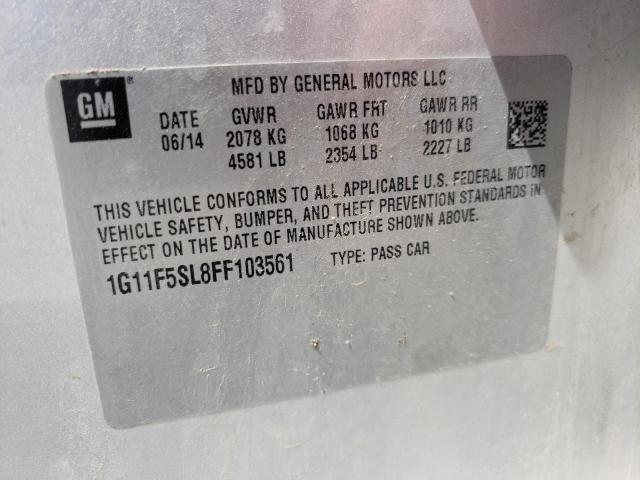 GM
MFD BY GENERAL MOTORS LLC
DATE GVWR GAWR FRT GAWR RR
06/14 2078 KG 1068 KG 1010 KG
4581 LB 2354 LB 2227 LB
THIS VEHICLE CONFORMS TO ALL APPLICABLE U.S. FEDERAL MOTOR
VEHICLE SAFETY, BUMPER, AND THEFT PREVENTION STANDARDS IN
EFFECT ON THE DATE OF MANUFACTURE SHOWN ABOVE.
1G11F5SL8FF103561 TYPE: PASS CAR